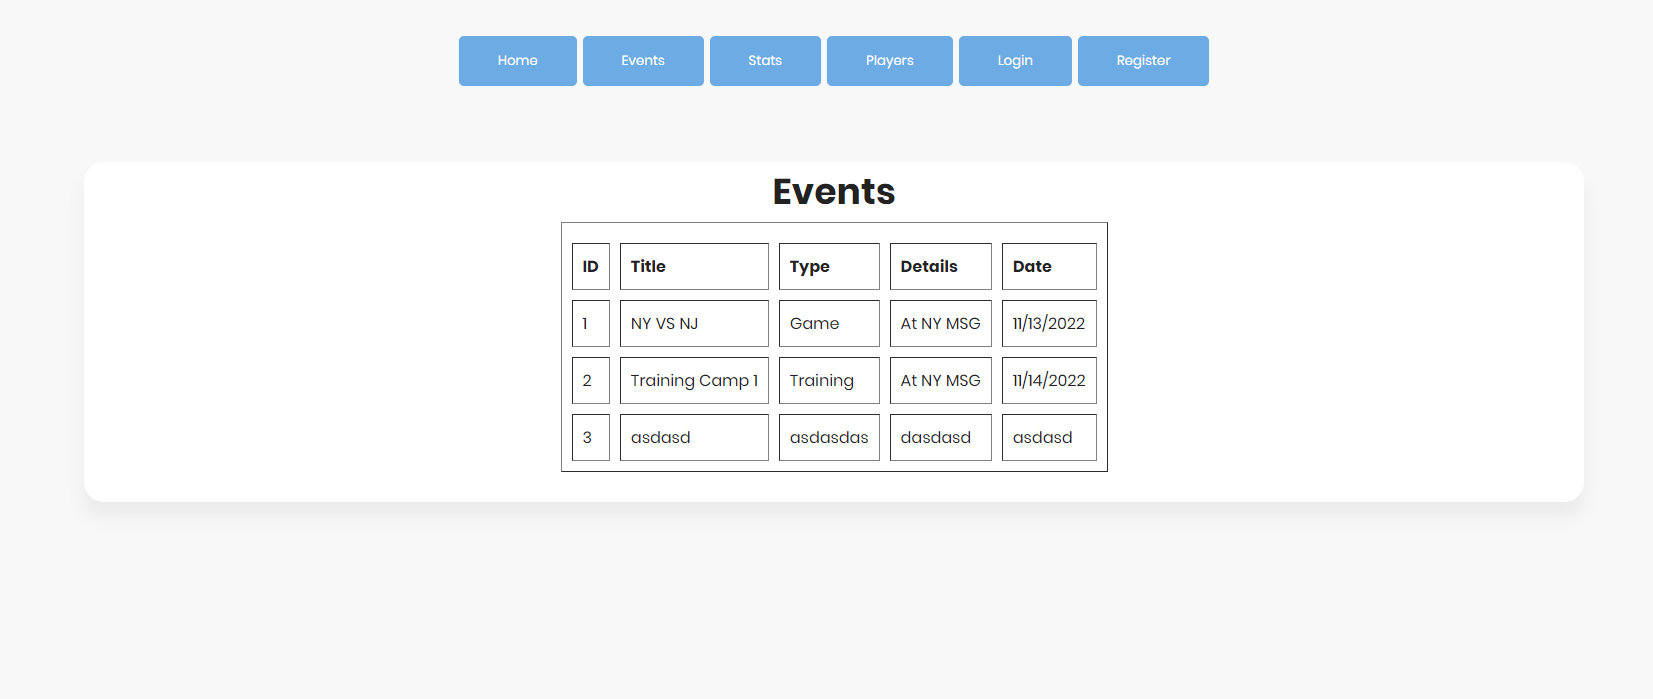 Home Events Stats Players Login Register
Events
ID Title Type Details Date
1 NY VS NJ Game At NY MSG 11/13/2022
2 Training Camp 1 Training At NY MSG 11/14/2022
3 asdasd asdasdas dasdasd asdasd